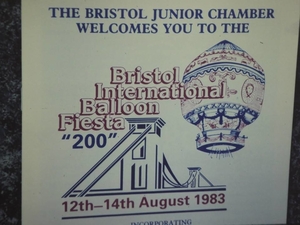 THE BRISTOL JUNIOR CHAMBER
WELCOMES YOU TO THE
Bristol
International
Balloon
Fiesta
"200"
12th–14th August 1983
INCORPORATING